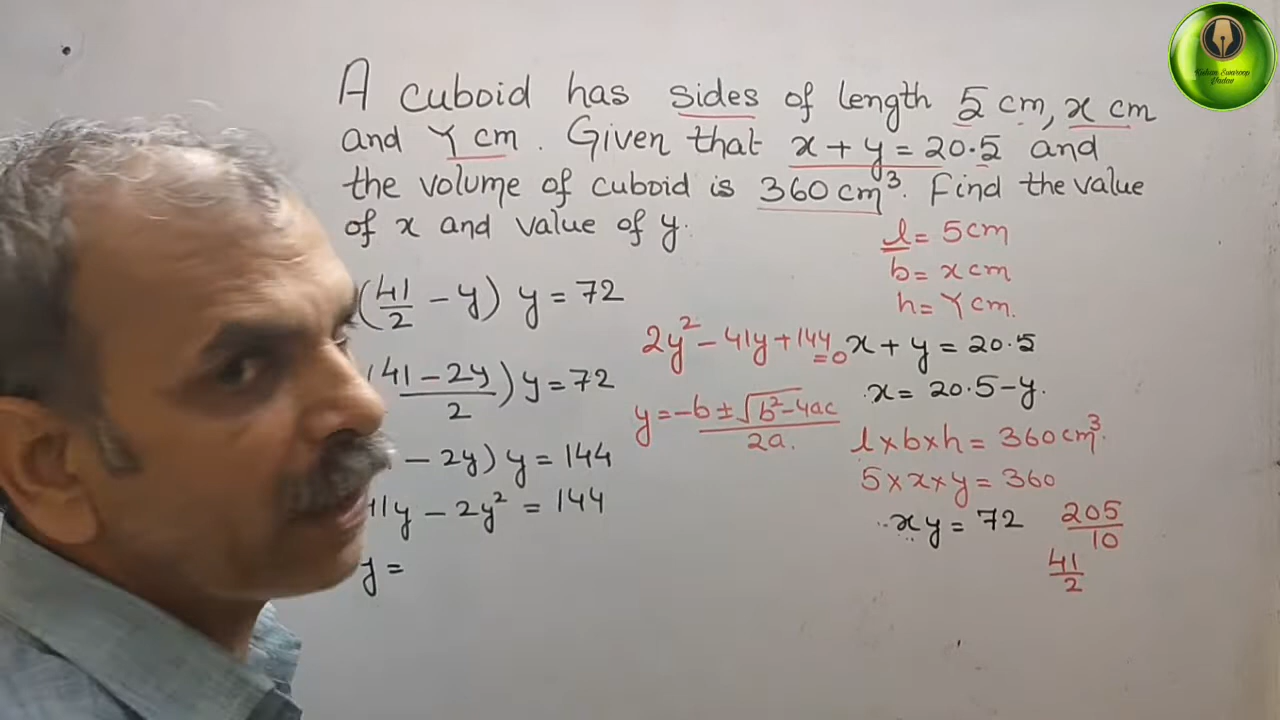 A cuboid has sides of length 5 cm, x cm
and Y cm. Given that x + y = 20.5 and
the volume of cuboid is 360 cm³. Find the value
of x and value of y.
l = 5cm
b = x cm
h = Y cm.
(41/2 - y) y = 72
41 - 2y/2) y = 72
- 2y) y = 144
41y - 2y² = 144
y =
2y² - 41y + 144 = 0
y = -b ± √b² - 4ac / 2a.
x + y = 20.5
x = 20.5 - y.
l × b × h = 360 cm³.
5 × x × y = 360
xy = 72
205/10
41/2